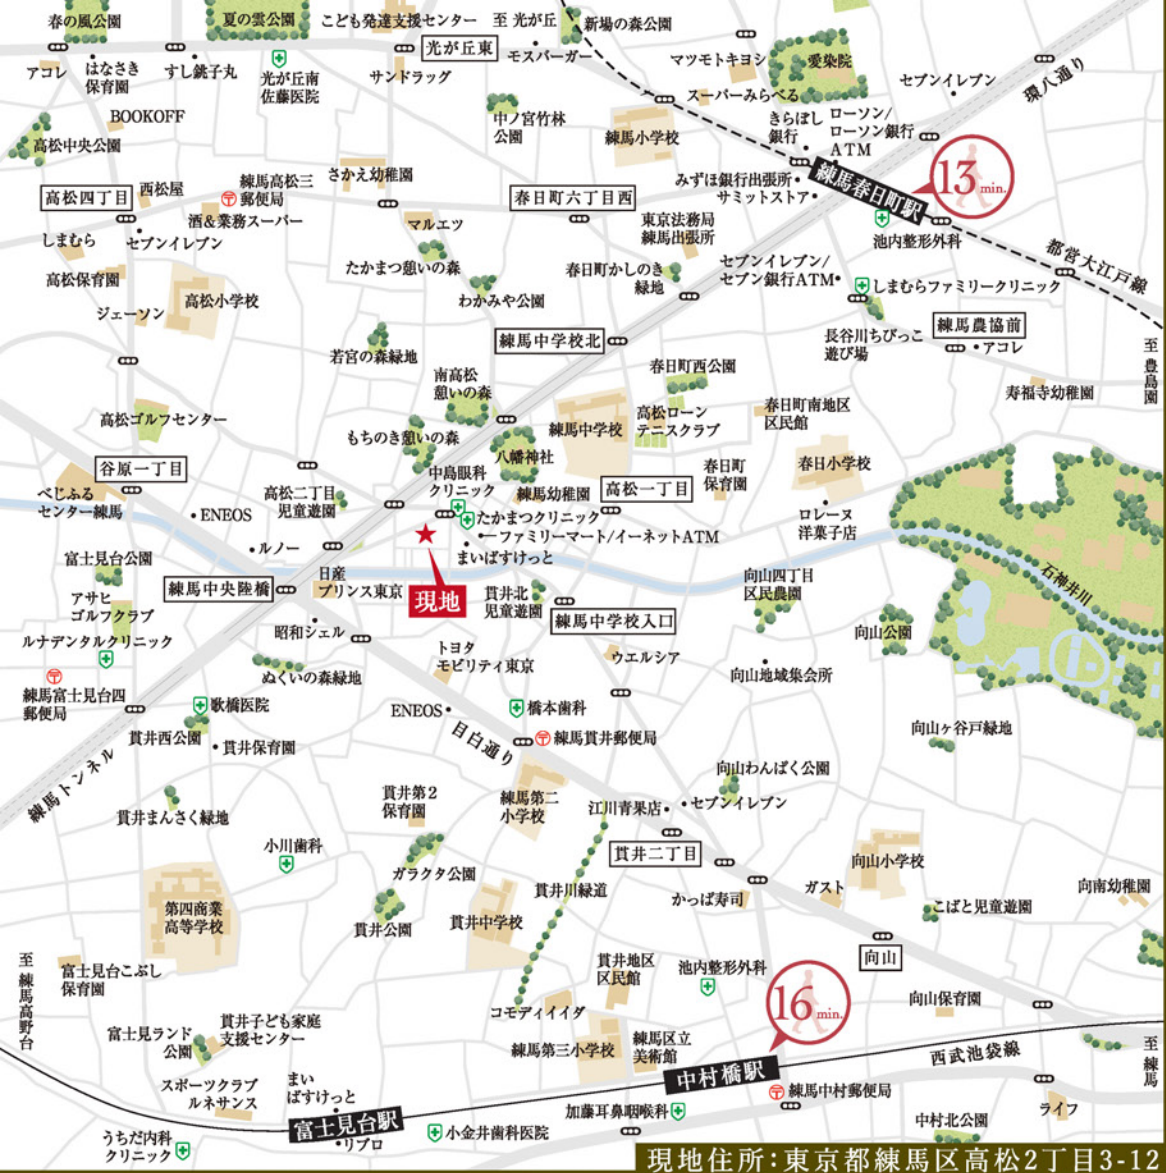 春の風公園
夏の雲公園
こども発達支援センター
至 光が丘
新場の森公園
アコレ
はなさき
保育園
すし銚子丸
光が丘南
佐藤医院
サンドラッグ
光が丘東
モスバーガー
マツモトキヨシ
愛染院
セブンイレブン
環八通り
BOOKOFF
高松中央公園
中ノ宮竹林
公園
練馬小学校
スーパーみらべる
きらぼし
銀行
ローソン/
ローソン銀行
ATM
練馬春日町駅
13 min.
高松四丁目
西松屋
練馬高松三
郵便局
さかえ幼稚園
酒&業務スーパー
セブンイレブン
しまむら
マルエツ
春日町六丁目西
みずほ銀行出張所
サミットストア
東京法務局
練馬出張所
池内整形外科
都営大江戸線
高松保育園
高松小学校
ジェーソン
たかまつ憩いの森
わかみや公園
春日町かしのき
緑地
セブンイレブン/
セブン銀行ATM
しまむらファミリークリニック
長谷川ちびっこ
遊び場
練馬農協前
アコレ
至 豊島園
若宮の森緑地
練馬中学校北
南高松
憩いの森
春日町西公園
寿福寺幼稚園
高松ゴルフセンター
もちのき憩いの森
八幡神社
練馬中学校
高松ローン
テニスクラブ
春日町南地区
区民館
谷原一丁目
べじふる
センター練馬
ENEOS
高松二丁目
児童遊園
中島眼科
クリニック
練馬幼稚園
高松一丁目
春日町
保育園
春日小学校
ロレーヌ
洋菓子店
たかまつクリニック
ファミリーマート/イーネットATM
まいばすけっと
ルノー
富士見台公園
練馬中央陸橋
日産
プリンス東京
現地
貫井北
児童遊園
練馬中学校入口
向山四丁目
区民農園
石神井川
アサヒ
ゴルフクラブ
ルナデンタルクリニック
昭和シェル
トヨタ
モビリティ東京
ウエルシア
向山公園
向山地域集会所
ぬくいの森緑地
練馬富士見台四
郵便局
歌橋医院
貫井西公園
貫井保育園
ENEOS
目白通り
橋本歯科
練馬貫井郵便局
向山ヶ谷戸緑地
練馬トンネル
貫井まんさく緑地
貫井第2
保育園
練馬第二
小学校
江川青果店
セブンイレブン
向山わんぱく公園
小川歯科
ガラクタ公園
貫井二丁目
向山小学校
向南幼稚園
第四商業
高等学校
貫井公園
貫井中学校
貫井川緑道
かっぱ寿司
ガスト
こばと児童遊園
至 練馬高野台
富士見台こぶし
保育園
貫井地区
区民館
池内整形外科
16 min.
向山
向山保育園
コモディイイダ
富士見ランド
公園
貫井子ども家庭
支援センター
練馬第三小学校
練馬区立
美術館
中村橋駅
西武池袋線
至 練馬
スポーツクラブ
ルネサンス
まい
ばすけっと
富士見台駅
リブロ
加藤耳鼻咽喉科
練馬中村郵便局
ライフ
中村北公園
うちだ内科
クリニック
小金井歯科医院
現地住所:東京都練馬区高松2丁目3-12